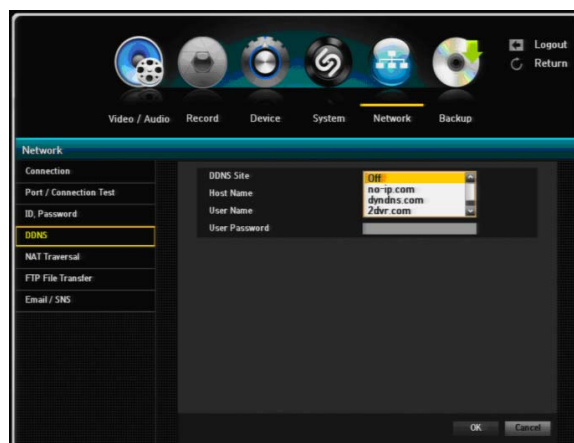 Logout
Return
Video / Audio Record Device System Network Backup
Network
Connection
Port / Connection Test
ID, Password
DDNS
NAT Traversal
FTP File Transfer
Email / SNS
DDNS Site
Off
no-ip.com
dyndns.com
2dvr.com
Host Name
User Name
User Password
OK Cancel